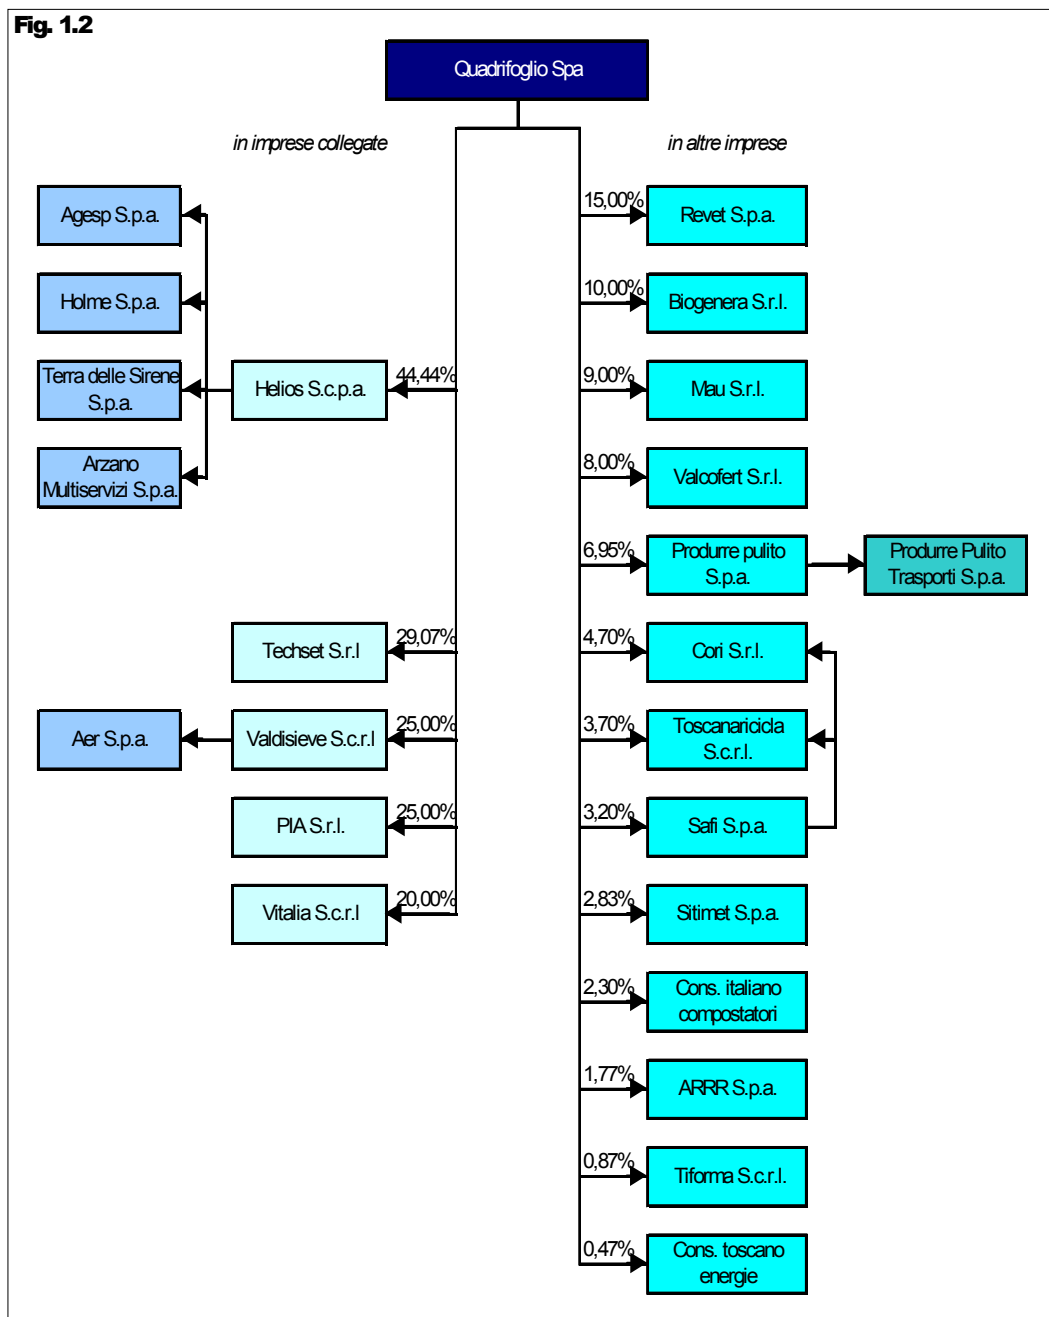 Fig. 1.2
Quadrifoglio Spa
in imprese collegate
in altre imprese
Agesp S.p.a.
15,00%
Revet S.p.a.
Holme S.p.a.
10,00%
Biogenera S.r.l.
Terra delle Sirene
S.p.a.
Helios S.c.p.a.
44,44%
9,00%
Mau S.r.l.
Arzano
Multiservizi S.p.a.
8,00%
Valcofert S.r.l.
6,95%
Produrre pulito
S.p.a.
Produrre Pulito
Trasporti S.p.a.
Techset S.r.l
29,07%
4,70%
Cori S.r.l.
Aer S.p.a.
Valdisieve S.c.r.l
25,00%
3,70%
Toscanaricicla
S.c.r.l.
PIA S.r.l.
25,00%
3,20%
Safi S.p.a.
Vitalia S.c.r.l
20,00%
2,83%
Sitimet S.p.a.
2,30%
Cons. italiano
compostatori
1,77%
ARRR S.p.a.
0,87%
Tiforma S.c.r.l.
0,47%
Cons. toscano
energie